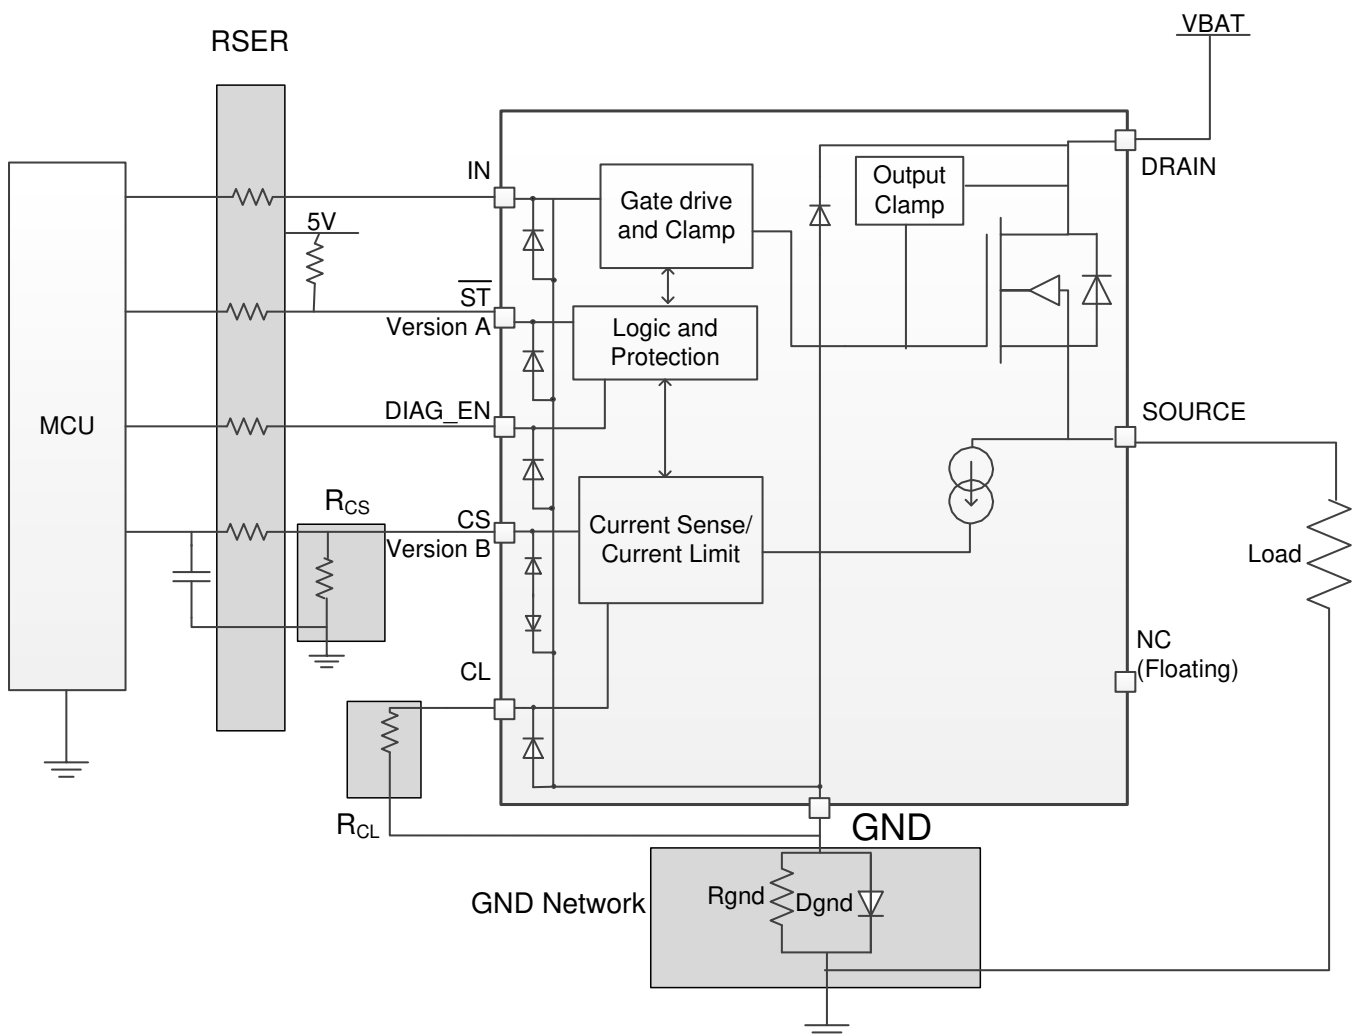 VBAT
RSER
IN
DRAIN
Gate drive
and Clamp
Output
Clamp
5V
ST
Version A
Logic and
Protection
MCU
DIAG_EN
SOURCE
RCS
CS
Version B
Current Sense/
Current Limit
Load
NC
(Floating)
CL
RCL
GND
GND Network
Rgnd
Dgnd